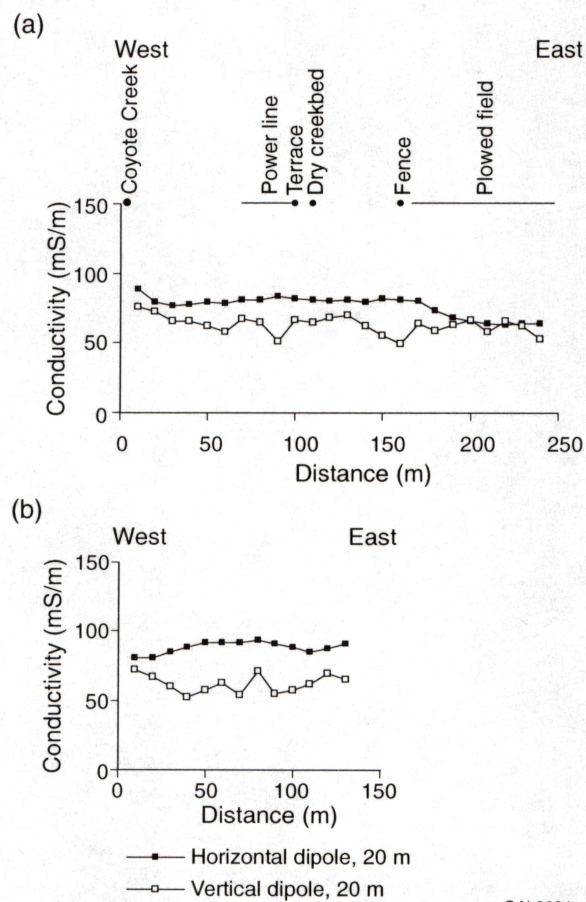 (a)
West East
Coyote Creek
Power line
Terrace
Dry creekbed
Fence
Plowed field
150
100
50
0
Conductivity (mS/m)
0 50 100 150 200 250
Distance (m)
(b)
West East
150
100
50
0
Conductivity (mS/m)
0 50 100 150
Distance (m)
Horizontal dipole, 20 m
Vertical dipole, 20 m